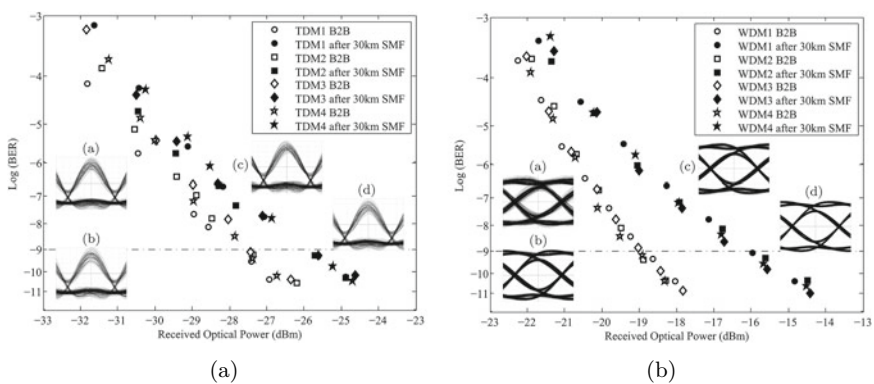 (a)
−3
−4
−5
−6
−7
−8
−9
−10
−11
Log (BER)
TDM1 B2B
TDM1 after 30km SMF
TDM2 B2B
TDM2 after 30km SMF
TDM3 B2B
TDM3 after 30km SMF
TDM4 B2B
TDM4 after 30km SMF
(a)
(c)
(d)
(b)
−33 −32 −31 −30 −29 −28 −27 −26 −25 −24 −23
Received Optical Power (dBm)
(b)
−3
−4
−5
−6
−7
−8
−9
−10
−11
Log (BER)
WDM1 B2B
WDM1 after 30km SMF
WDM2 B2B
WDM2 after 30km SMF
WDM3 B2B
WDM3 after 30km SMF
WDM4 B2B
WDM4 after 30km SMF
(a)
(c)
(d)
(b)
−23 −22 −21 −20 −19 −18 −17 −16 −15 −14 −13
Received Optical Power (dBm)
(a)
(b)